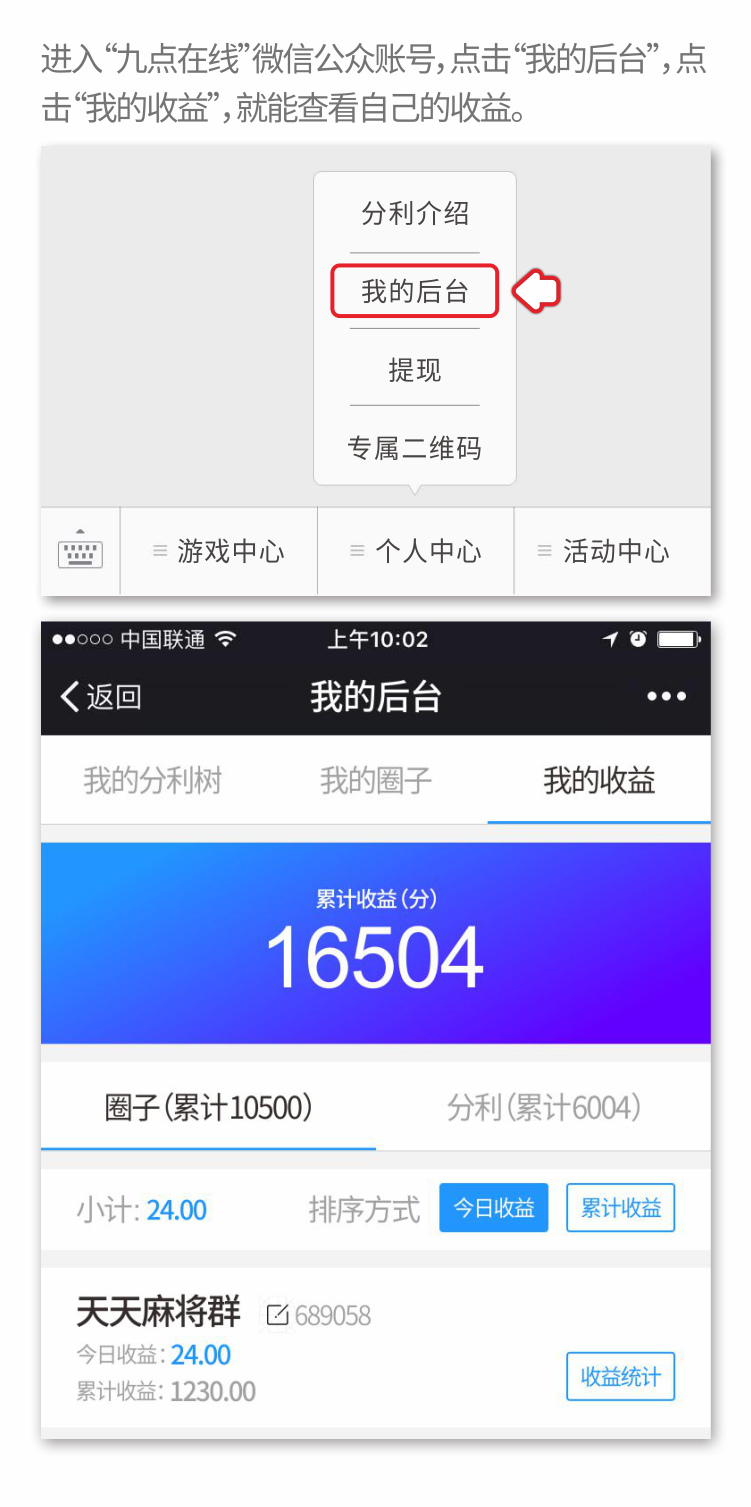 进入“九点在线”微信公众账号,点击“我的后台”,点
击“我的收益”,就能查看自己的收益。
分利介绍
我的后台
提现
专属二维码
游戏中心
个人中心
活动中心
中国联通 上午10:02
返回 我的后台
我的分利树 我的圈子 我的收益
累计收益(分)
16504
圈子(累计10500) 分利(累计6004)
小计: 24.00 排序方式 今日收益 累计收益
天天麻将群 689058
今日收益: 24.00
累计收益: 1230.00
收益统计